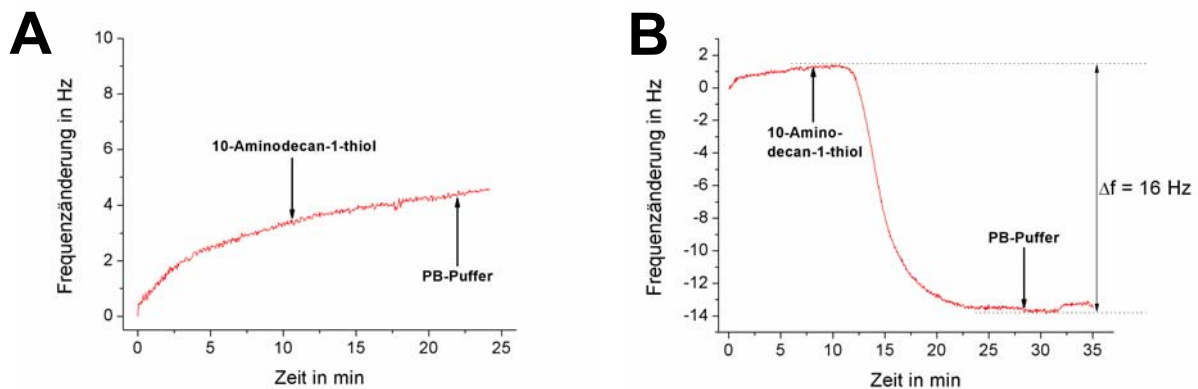 A
10
8
6
4
2
0
Frequenzänderung in Hz
10-Aminodecan-1-thiol
PB-Puffer
0 5 10 15 20 25
Zeit in min
B
2
0
-2
-4
-6
-8
-10
-12
-14
Frequenzänderung in Hz
10-Amino-
decan-1-thiol
PB-Puffer
Δf = 16 Hz
0 5 10 15 20 25 30 35
Zeit in min